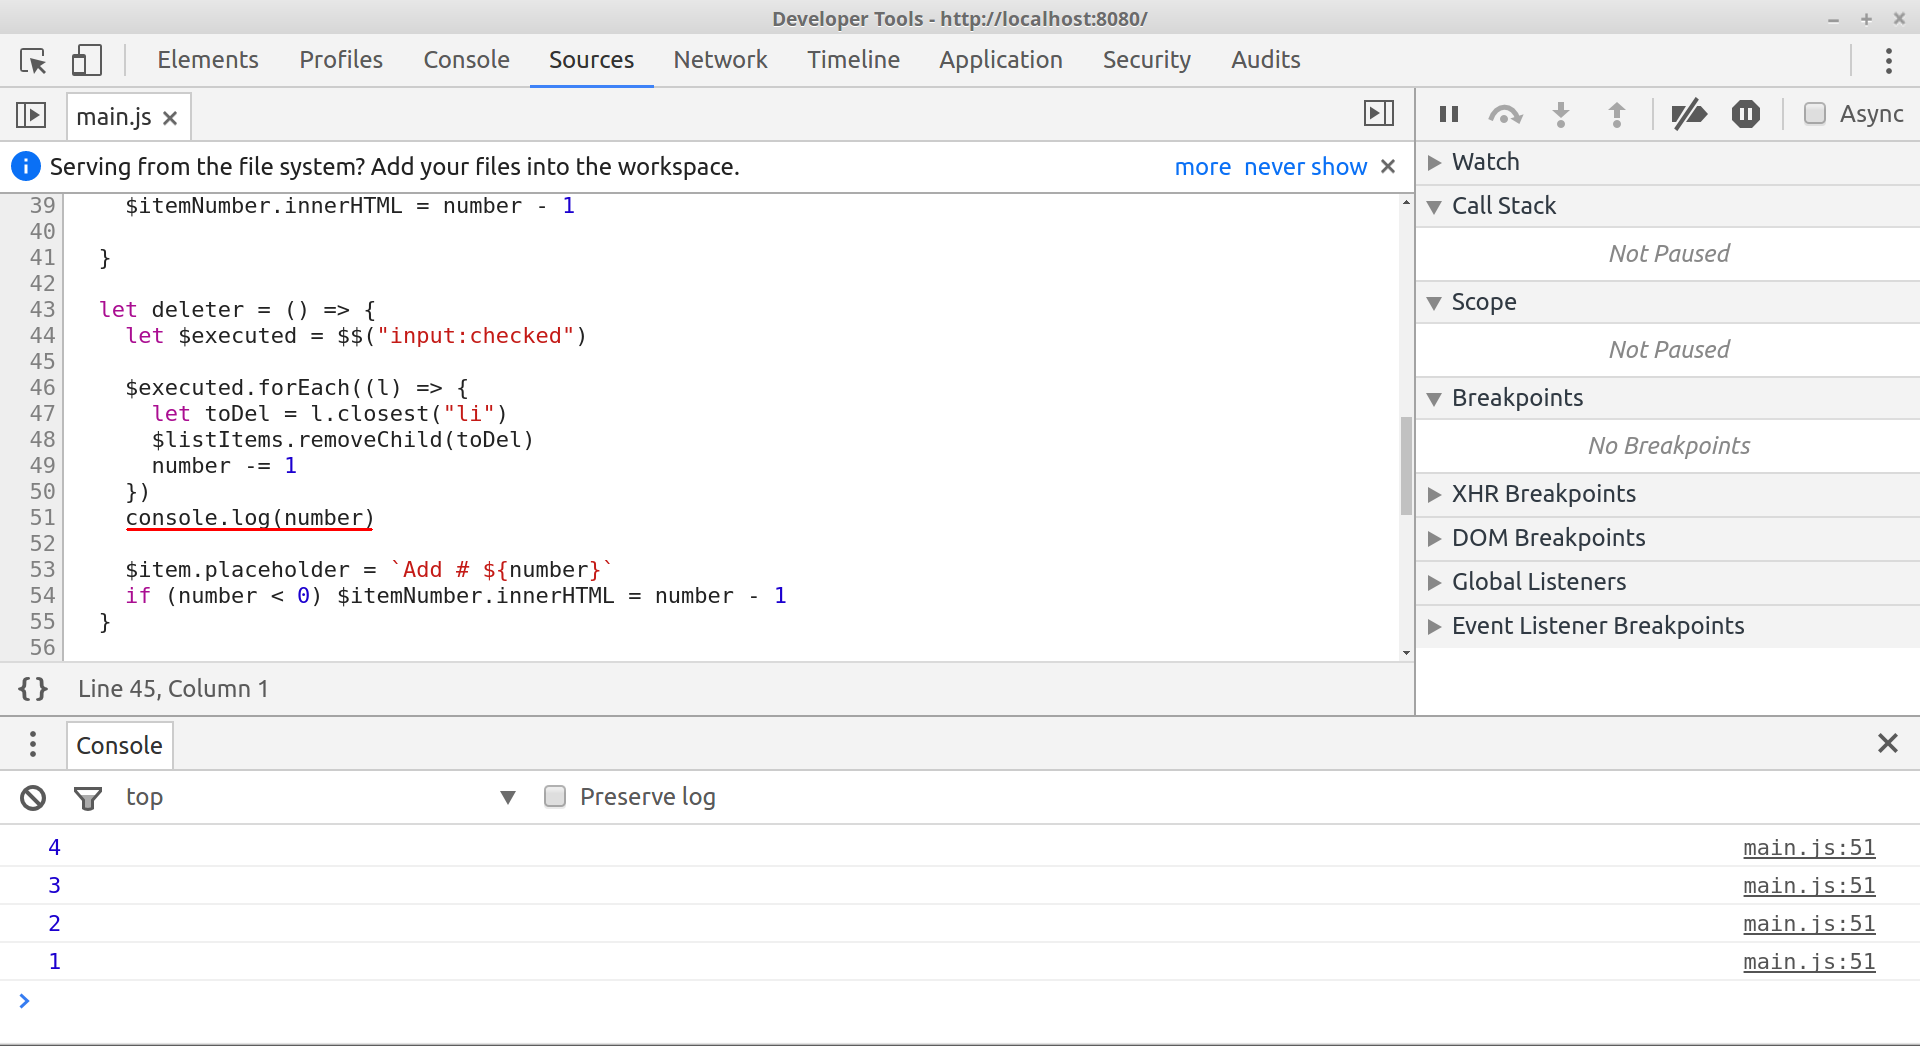 Developer Tools - http://localhost:8080/
Elements Profiles Console Sources Network Timeline Application Security Audits
main.js ×
Async
Serving from the file system? Add your files into the workspace. more never show ×
39 $itemNumber.innerHTML = number - 1
40
41 }
42
43 let deleter = () => {
44 let $executed = $$("input:checked")
45
46 $executed.forEach((l) => {
47 let toDel = l.closest("li")
48 $listItems.removeChild(toDel)
49 number -= 1
50 })
51 console.log(number)
52
53 $item.placeholder = `Add # ${number}`
54 if (number < 0) $itemNumber.innerHTML = number - 1
55 }
56
{} Line 45, Column 1
Watch
Call Stack
Not Paused
Scope
Not Paused
Breakpoints
No Breakpoints
XHR Breakpoints
DOM Breakpoints
Global Listeners
Event Listener Breakpoints
Console
top Preserve log
4 main.js:51
3 main.js:51
2 main.js:51
1 main.js:51
>